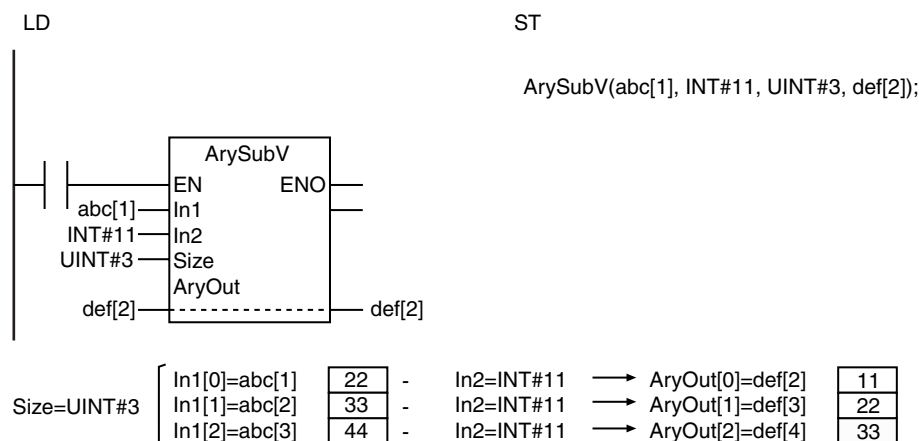 LD
ST
ArySubV(abc[1], INT#11, UINT#3, def[2]);
ArySubV
EN ENO
abc[1] In1
INT#11 In2
UINT#3 Size
AryOut
def[2] def[2]
In1[0]=abc[1] 22 - In2=INT#11 → AryOut[0]=def[2] 11
Size=UINT#3 In1[1]=abc[2] 33 - In2=INT#11 → AryOut[1]=def[3] 22
In1[2]=abc[3] 44 - In2=INT#11 → AryOut[2]=def[4] 33